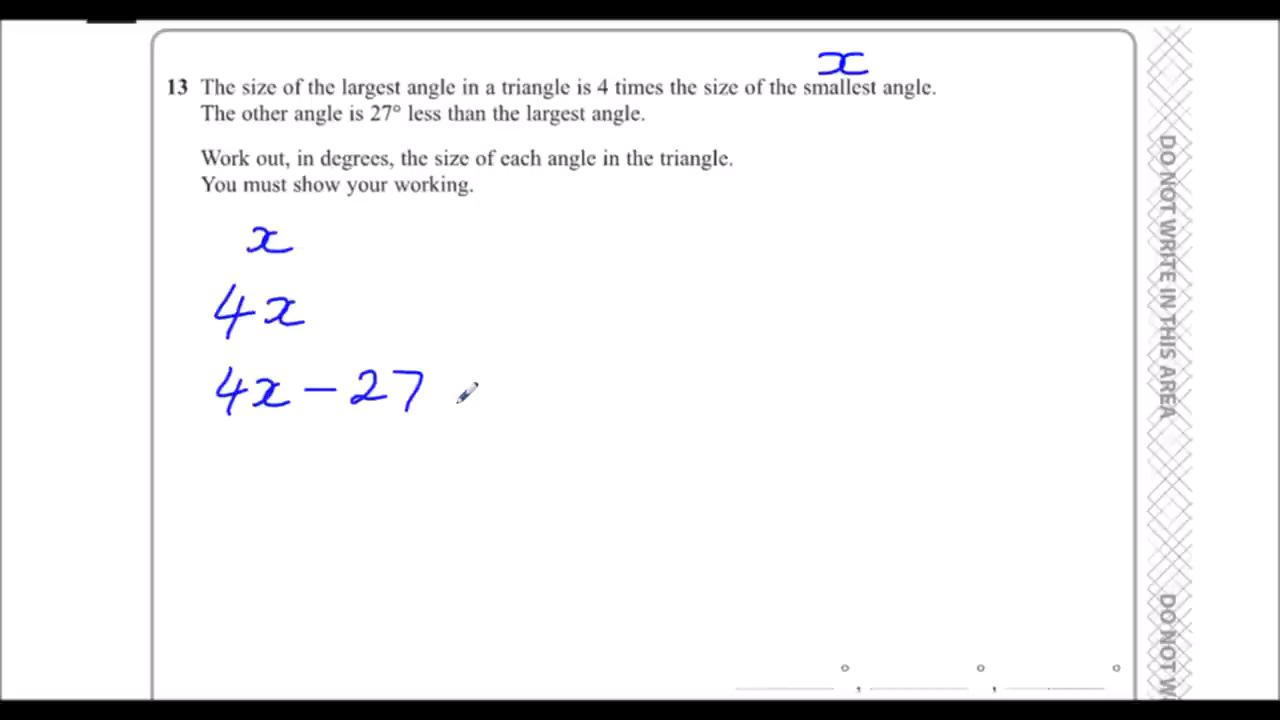 x
13 The size of the largest angle in a triangle is 4 times the size of the smallest angle.
The other angle is 27° less than the largest angle.
Work out, in degrees, the size of each angle in the triangle.
You must show your working.
x
4x
4x - 27
° , ° , °
DO NOT WRITE IN THIS AREA
DO NOT W